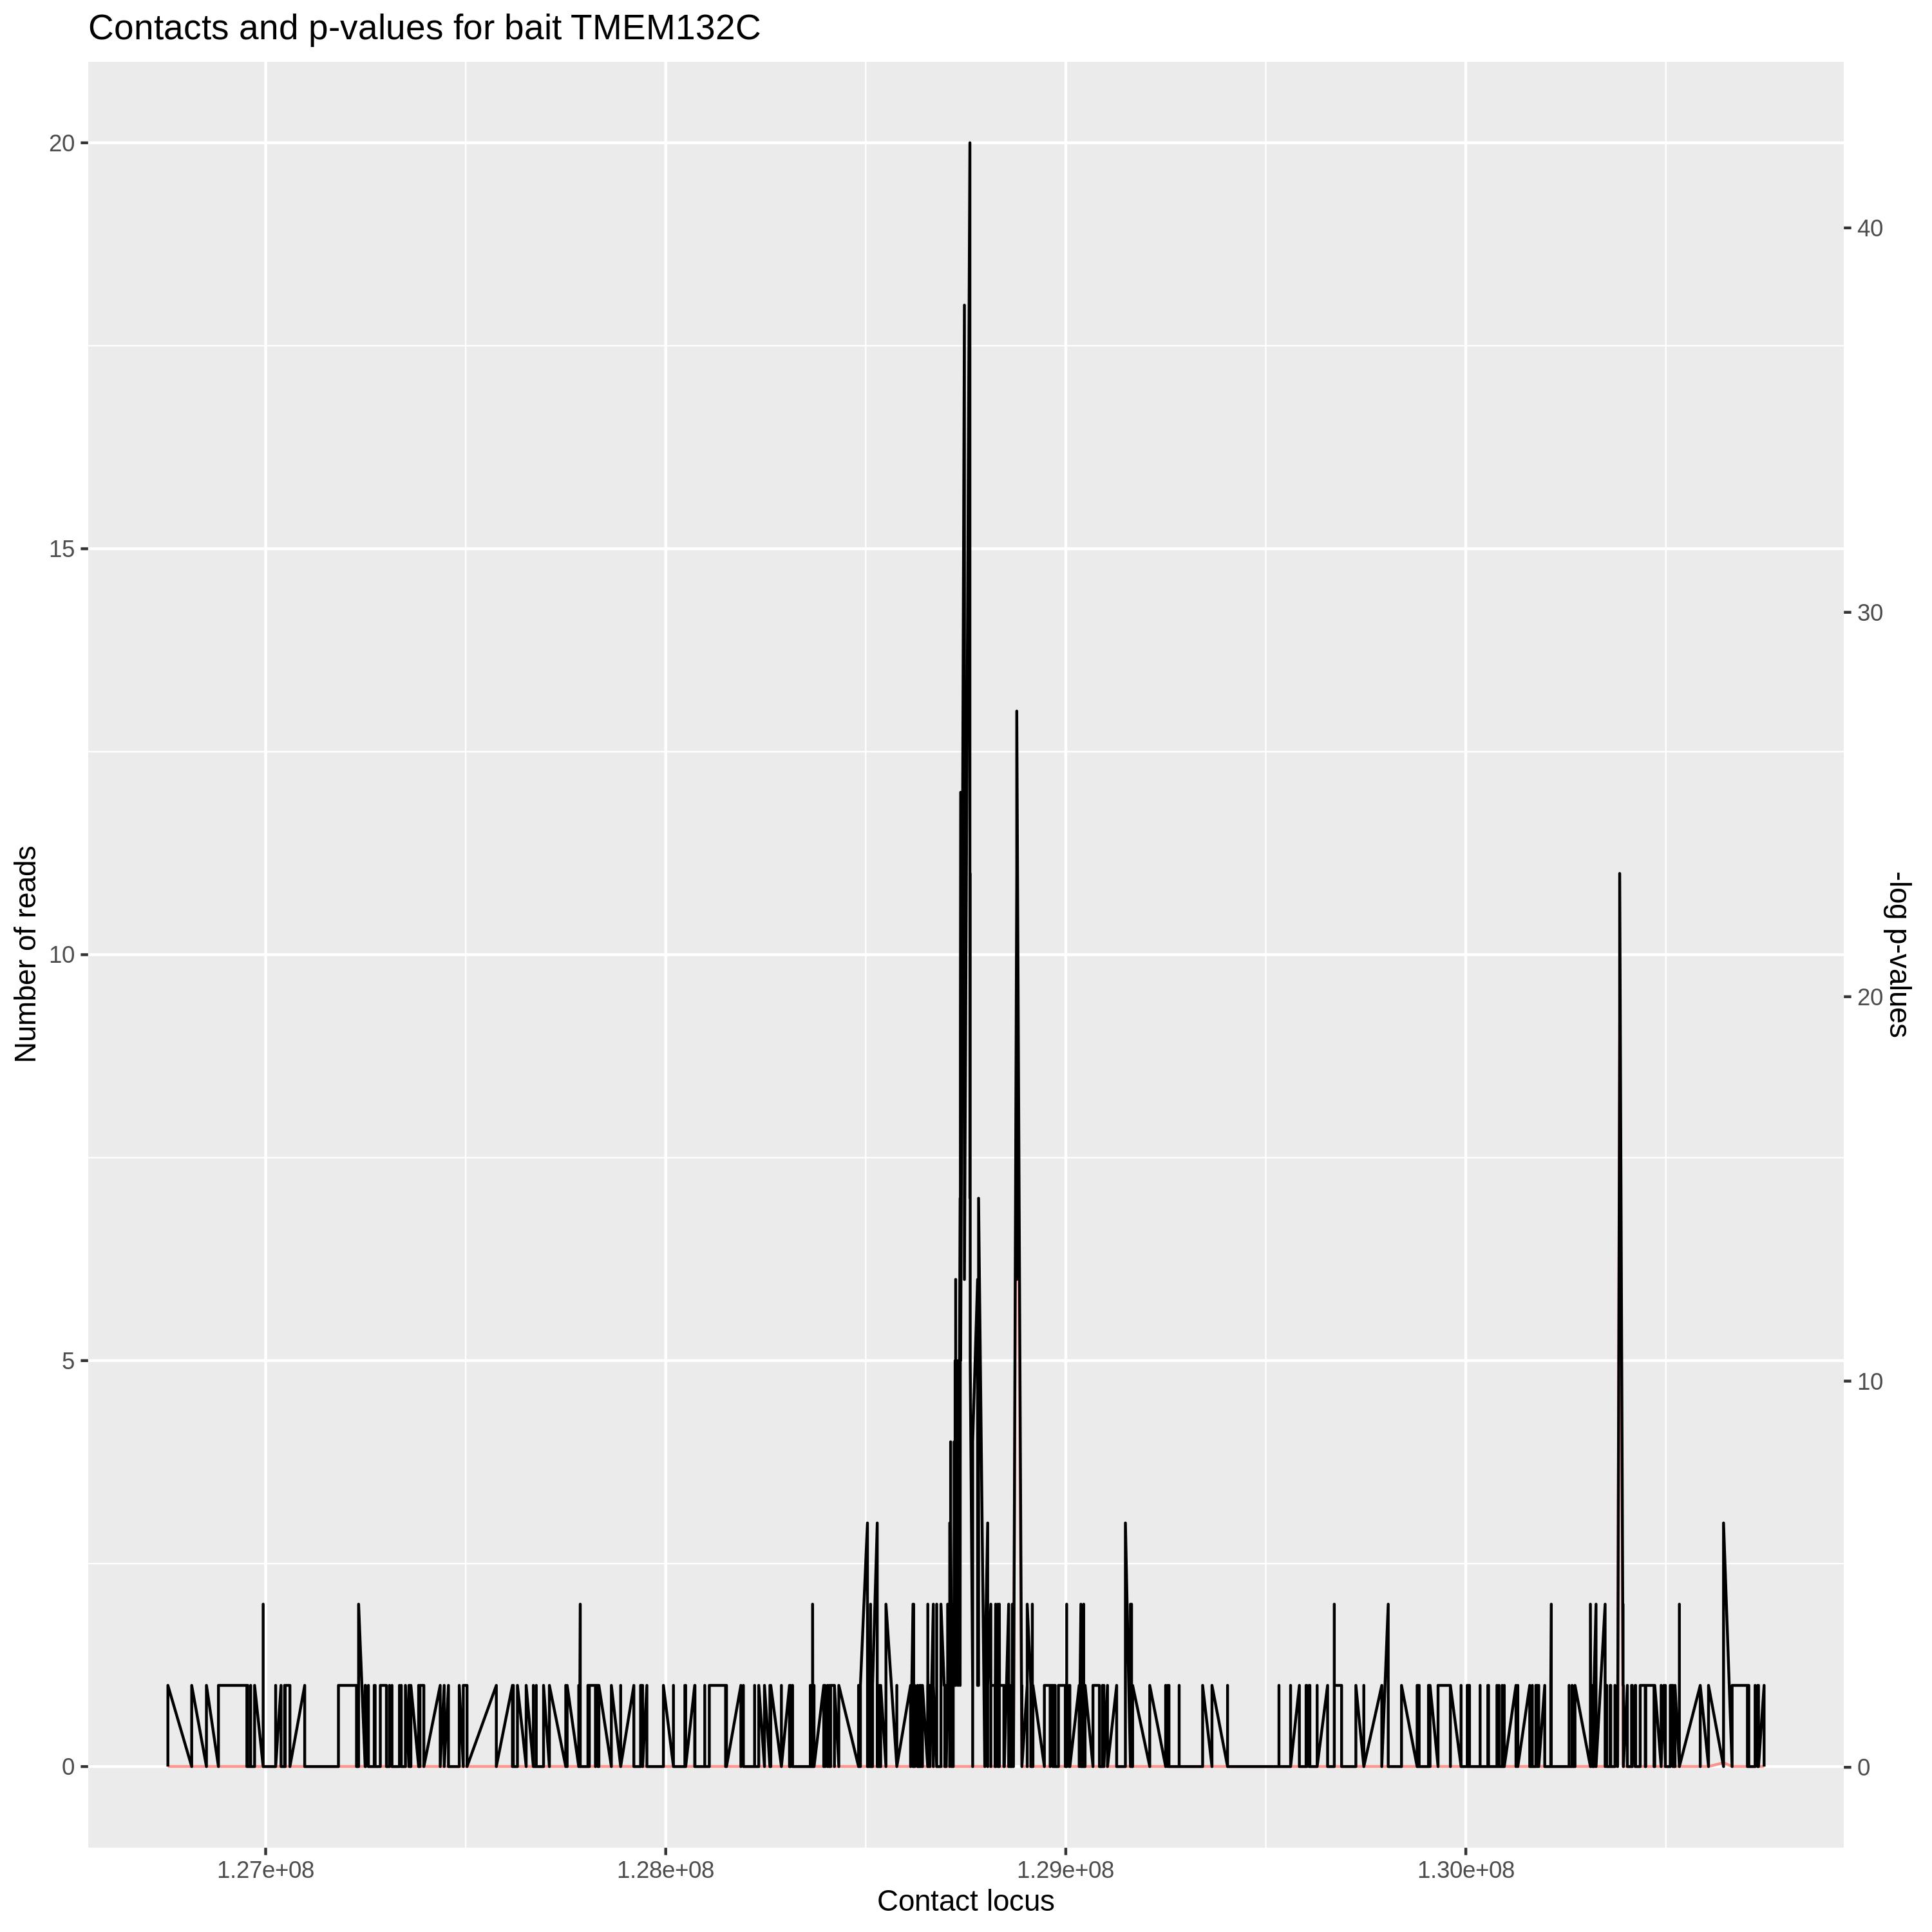 Contacts and p-values for bait TMEM132C
20
15
10
5
0
Number of reads
40
30
20
10
0
-log p-values
1.27e+08 1.28e+08 1.29e+08 1.30e+08
Contact locus